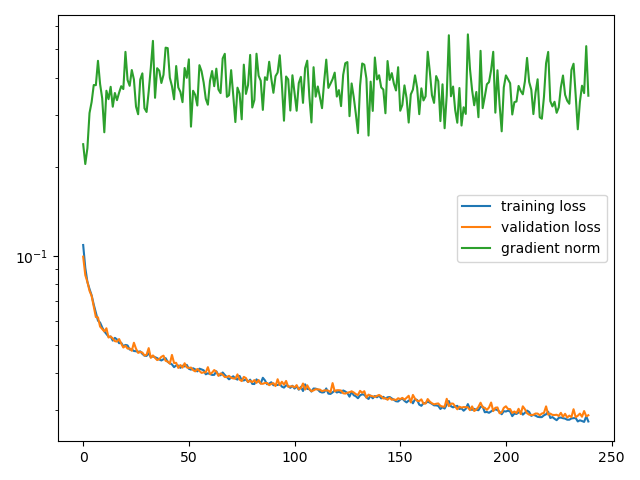 training loss
validation loss
gradient norm
10⁻¹
0 50 100 150 200 250